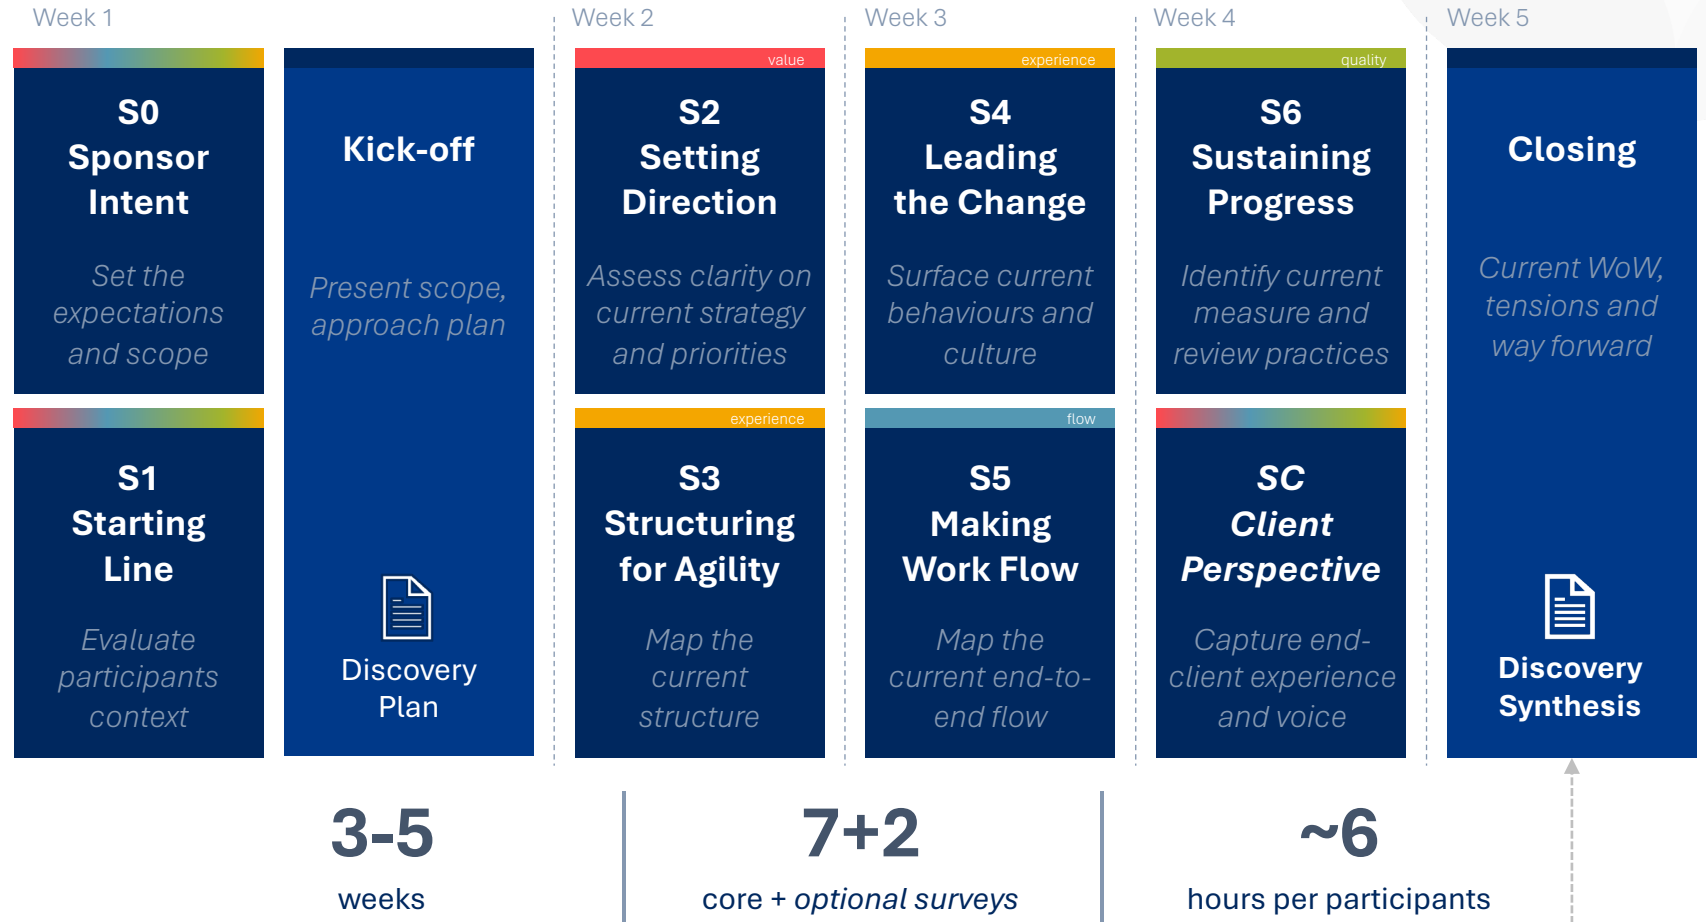 Week 1
S0
Sponsor
Intent
Set the
expectations
and scope
S1
Starting
Line
Evaluate
participants
context
Kick-off
Present scope,
approach plan
Discovery
Plan
Week 2
value
S2
Setting
Direction
Assess clarity on
current strategy
and priorities
experience
S3
Structuring
for Agility
Map the
current
structure
Week 3
experience
S4
Leading
the Change
Surface current
behaviours and
culture
flow
S5
Making
Work Flow
Map the
current end-to-
end flow
Week 4
quality
S6
Sustaining
Progress
Identify current
measure and
review practices
SC
Client
Perspective
Capture end-
client experience
and voice
Week 5
Closing
Current WoW,
tensions and
way forward
Discovery
Synthesis
3-5
weeks
7+2
core + optional surveys
~6
hours per participants